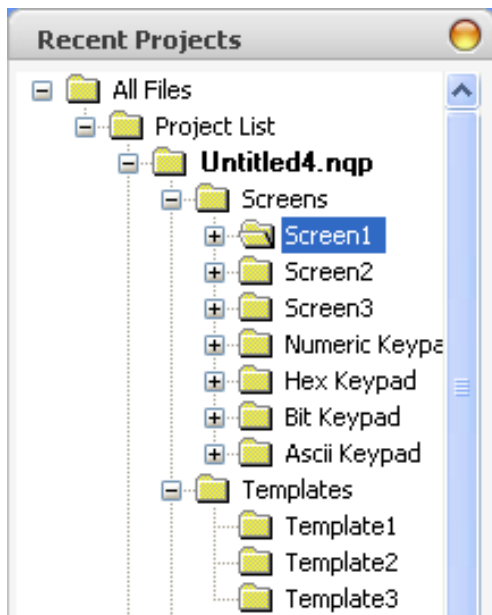 Recent Projects
All Files
Project List
Untitled4.nqp
Screens
Screen1
Screen2
Screen3
Numeric Keypa
Hex Keypad
Bit Keypad
Ascii Keypad
Templates
Template1
Template2
Template3